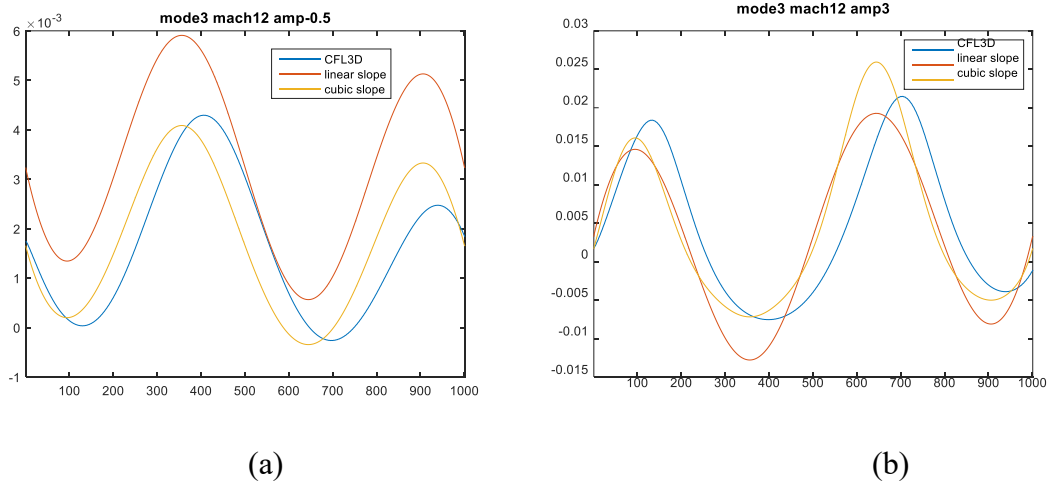 mode3 mach12 amp-0.5
×10⁻³
6
5
4
3
2
1
0
-1
100 200 300 400 500 600 700 800 900 1000
CFL3D
linear slope
cubic slope
(a)
mode3 mach12 amp3
0.03
0.025
0.02
0.015
0.01
0.005
0
-0.005
-0.01
-0.015
100 200 300 400 500 600 700 800 900 1000
CFL3D
linear slope
cubic slope
(b)